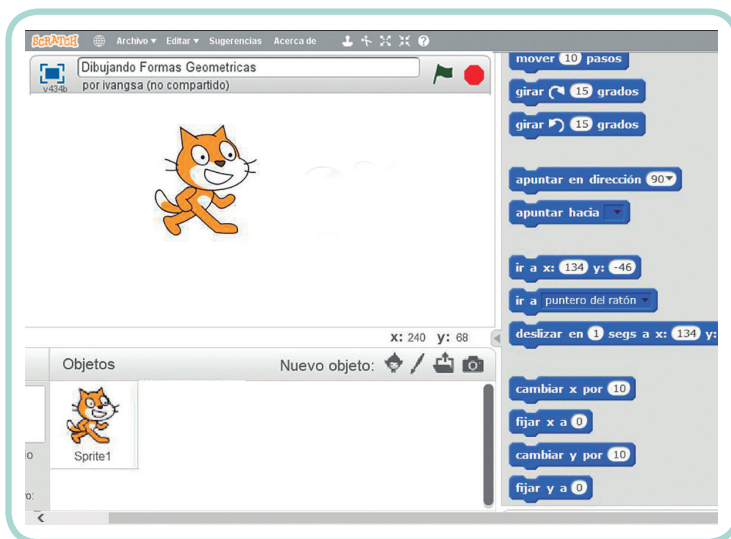 SCRATCH Archivo Editar Sugerencias Acerca de
v434b
Dibujando Formas Geometricas
por ivangsa (no compartido)
x: 240 y: 68
Objetos
Nuevo objeto:
Sprite1
o
o:
mover 10 pasos
girar 15 grados
girar 15 grados
apuntar en dirección 90
apuntar hacia
ir a x: 134 y: -46
ir a puntero del ratón
deslizar en 1 segs a x: 134 y:
cambiar x por 10
fijar x a 0
cambiar y por 10
fijar y a 0